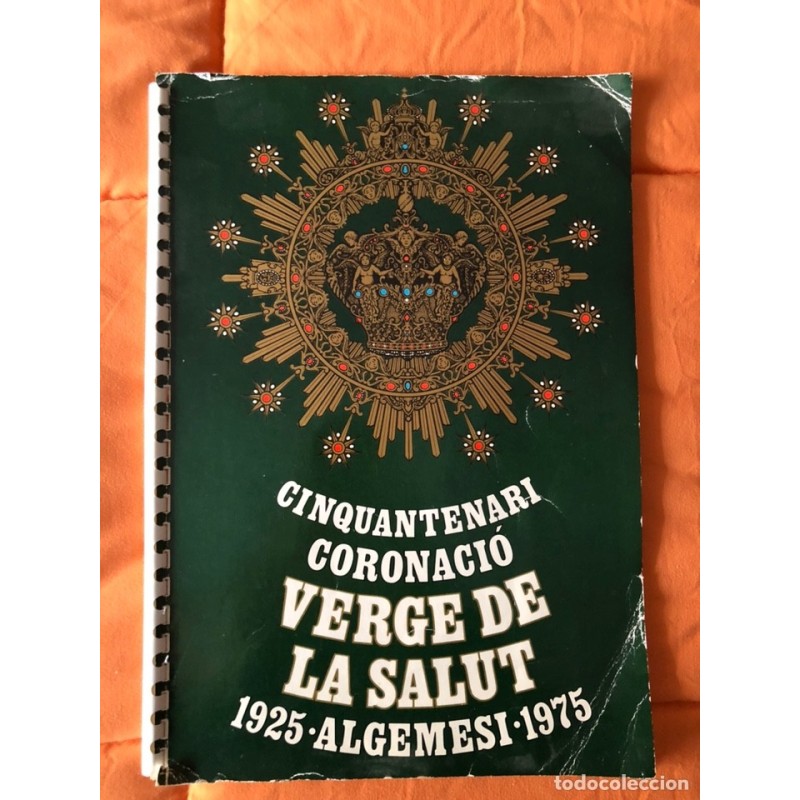 CINQUANTENARI
CORONACIÓ
VERGE DE
LA SALUT
1925·ALGEMESI·1975
todocoleccion